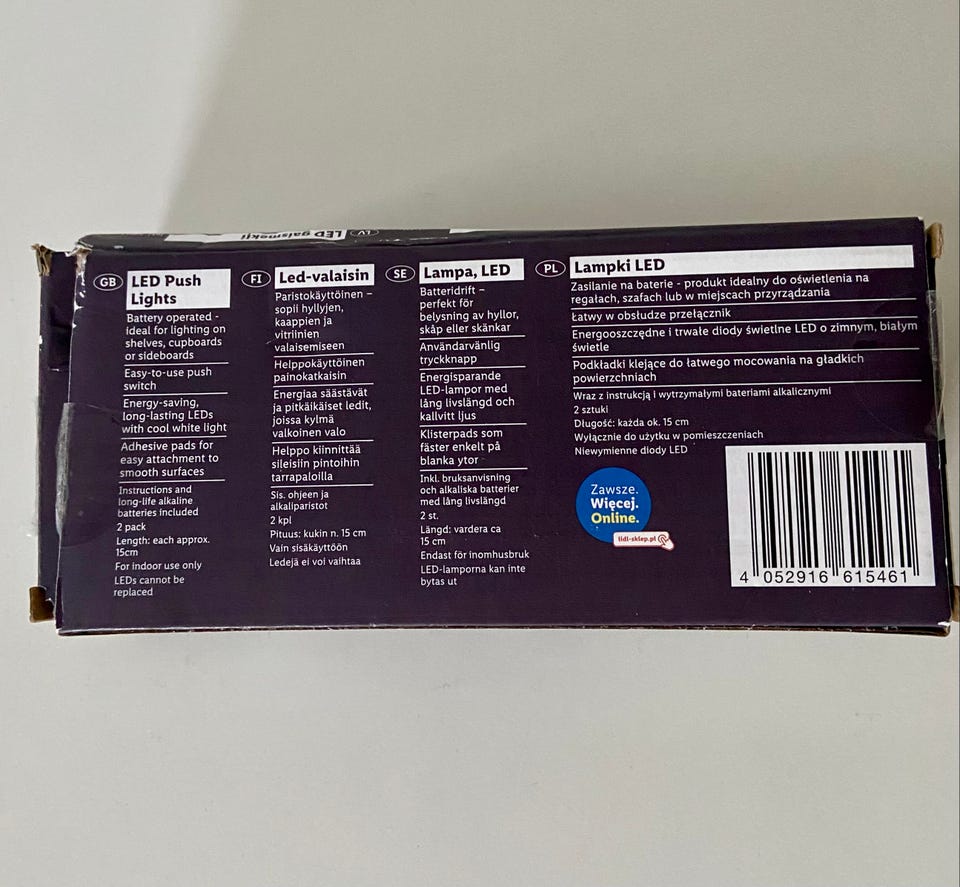 LED gaismekļi
LV
GB
LED Push
Lights
Battery operated -
ideal for lighting on
shelves, cupboards
or sideboards
Easy-to-use push
switch
Energy-saving,
long-lasting LEDs
with cool white light
Adhesive pads for
easy attachment to
smooth surfaces
Instructions and
long-life alkaline
batteries included
2 pack
Length: each approx.
15cm
For indoor use only
LEDs cannot be
replaced
FI
Led-valaisin
Paristokäyttöinen –
sopii hyllyjen,
kaappien ja
vitriinien
valaisemiseen
Helppokäyttöinen
painokatkaisin
Energiaa säästävät
ja pitkäikäiset ledit,
joissa kylmä
valkoinen valo
Helppo kiinnittää
sileisiin pintoihin
tarrapaloilla
Sis. ohjeen ja
alkaliparistot
2 kpl
Pituus: kukin n. 15 cm
Vain sisäkäyttöön
Ledejä ei voi vaihtaa
SE
Lampa, LED
Batteridrift –
perfekt för
belysning av hyllor,
skåp eller skänkar
Användarvänlig
tryckknapp
Energisparande
LED-lampor med
lång livslängd och
kallvitt ljus
Klisterpads som
fäster enkelt på
blanka ytor
Inkl. bruksanvisning
och alkaliska batterier
med lång livslängd
2 st.
Längd: vardera ca
15 cm
Endast för inomhusbruk
LED-lamporna kan inte
bytas ut
PL
Lampki LED
Zasilanie na baterie - produkt idealny do oświetlenia na
regałach, szafach lub w miejscach przyrządzania
Łatwy w obsłudze przełącznik
Energooszczędne i trwałe diody świetlne LED o zimnym, białym
świetle
Podkładki klejące do łatwego mocowania na gładkich
powierzchniach
Wraz z instrukcją i wytrzymałymi bateriami alkalicznymi
2 sztuki
Długość: każda ok. 15 cm
Wyłącznie do użytku w pomieszczeniach
Niewymienne diody LED
Zawsze.
Więcej.
Online.
lidl-sklep.pl
4 052916 615461